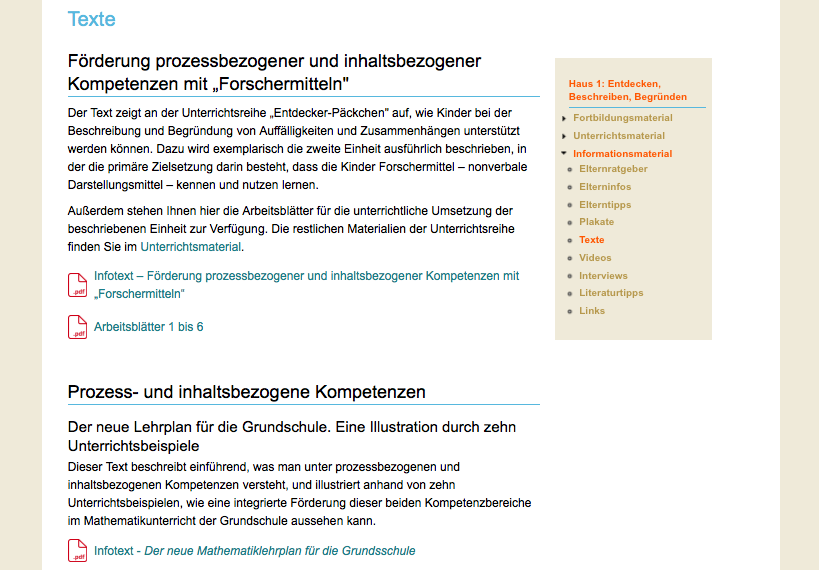 Texte
Förderung prozessbezogener und inhaltsbezogener
Kompetenzen mit „Forschermitteln"
Der Text zeigt an der Unterrichtsreihe „Entdecker-Päckchen" auf, wie Kinder bei der
Beschreibung und Begründung von Auffälligkeiten und Zusammenhängen unterstützt
werden können. Dazu wird exemplarisch die zweite Einheit ausführlich beschrieben, in
der die primäre Zielsetzung darin besteht, dass die Kinder Forschermittel – nonverbale
Darstellungsmittel – kennen und nutzen lernen.
Außerdem stehen Ihnen hier die Arbeitsblätter für die unterrichtliche Umsetzung der
beschriebenen Einheit zur Verfügung. Die restlichen Materialien der Unterrichtsreihe
finden Sie im Unterrichtsmaterial.
.pdf
Infotext – Förderung prozessbezogener und inhaltsbezogener Kompetenzen mit
„Forschermitteln"
.pdf
Arbeitsblätter 1 bis 6
Prozess- und inhaltsbezogene Kompetenzen
Der neue Lehrplan für die Grundschule. Eine Illustration durch zehn
Unterrichtsbeispiele
Dieser Text beschreibt einführend, was man unter prozessbezogenen und
inhaltsbezogenen Kompetenzen versteht, und illustriert anhand von zehn
Unterrichtsbeispielen, wie eine integrierte Förderung dieser beiden Kompetenzbereiche
im Mathematikunterricht der Grundschule aussehen kann.
.pdf
Infotext - Der neue Mathematiklehrplan für die Grundsschule
Haus 1: Entdecken,
Beschreiben, Begründen
Fortbildungsmaterial
Unterrichtsmaterial
Informationsmaterial
Elternratgeber
Elterninfos
Elterntipps
Plakate
Texte
Videos
Interviews
Literaturtipps
Links